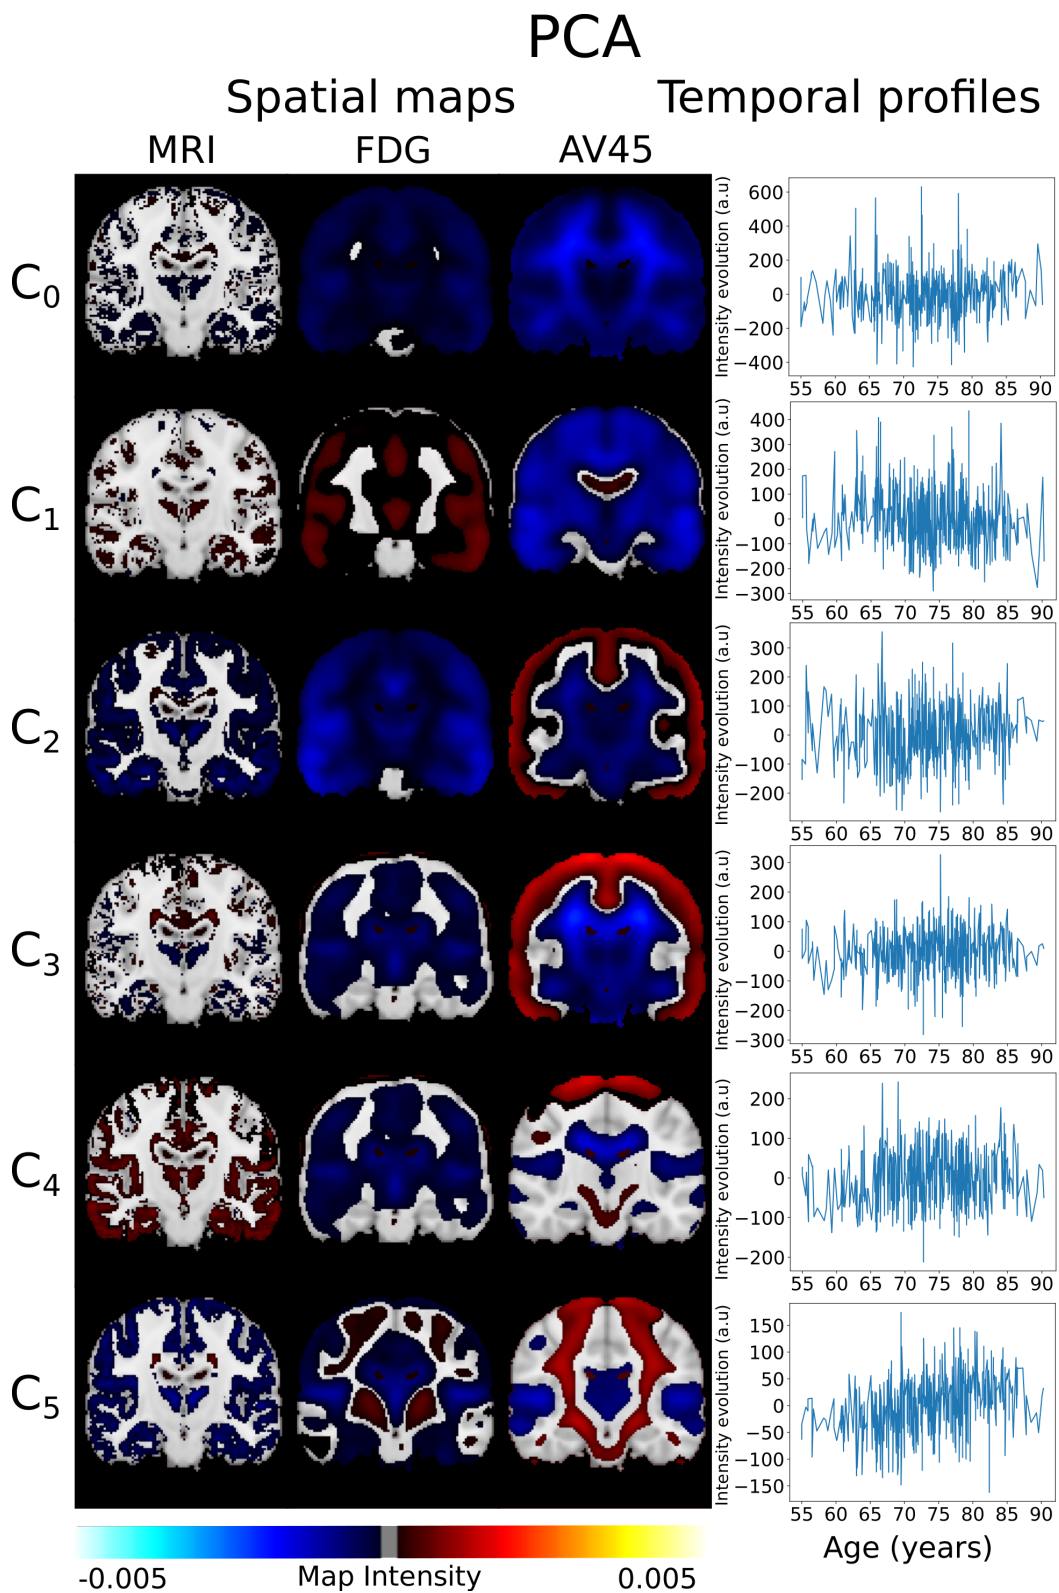 PCA
Spatial maps Temporal profiles
MRI FDG AV45
C0
Intensity evolution (a.u)
600
400
200
0
−200
−400
55 60 65 70 75 80 85 90
C1
Intensity evolution (a.u)
400
300
200
100
0
−100
−200
−300
55 60 65 70 75 80 85 90
C2
Intensity evolution (a.u)
300
200
100
0
−100
−200
55 60 65 70 75 80 85 90
C3
Intensity evolution (a.u)
300
200
100
0
−100
−200
−300
55 60 65 70 75 80 85 90
C4
Intensity evolution (a.u)
200
100
0
−100
−200
55 60 65 70 75 80 85 90
C5
Intensity evolution (a.u)
150
100
50
0
−50
−100
−150
55 60 65 70 75 80 85 90
Age (years)
-0.005 Map Intensity 0.005